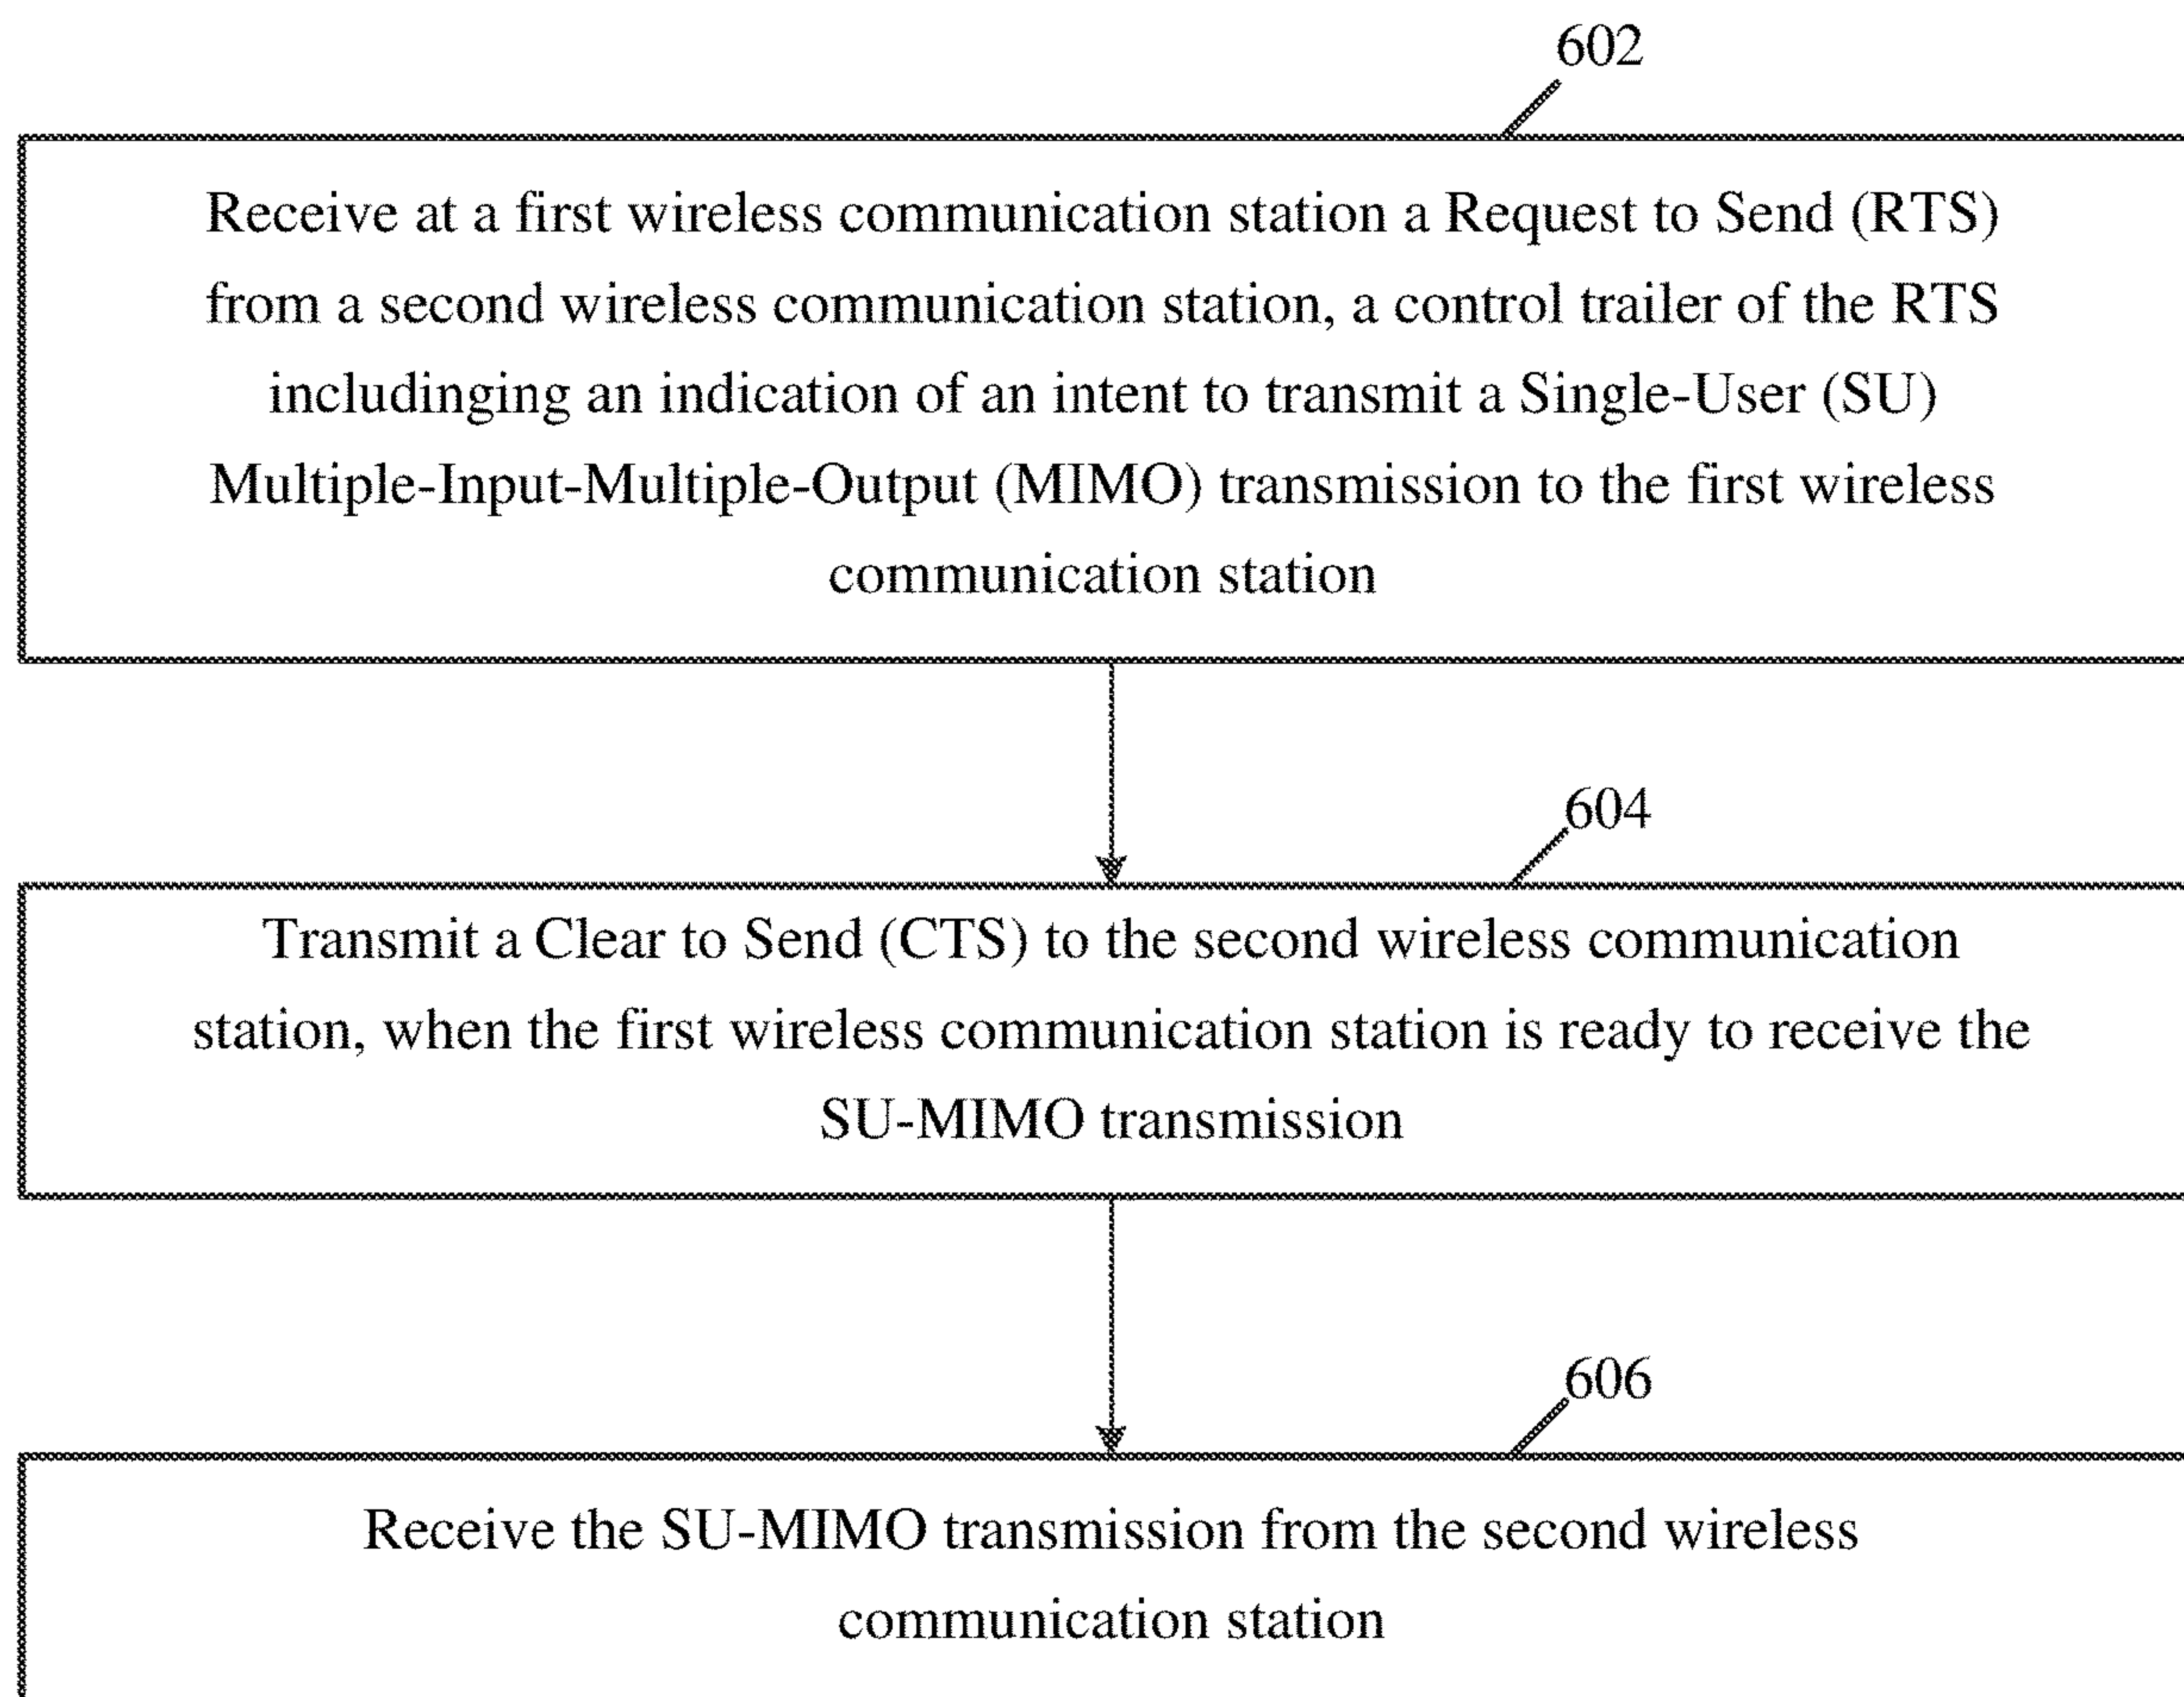 602
Receive at a first wireless communication station a Request to Send (RTS)
from a second wireless communication station, a control trailer of the RTS
includinging an indication of an intent to transmit a Single-User (SU)
Multiple-Input-Multiple-Output (MIMO) transmission to the first wireless
communication station
604
Transmit a Clear to Send (CTS) to the second wireless communication
station, when the first wireless communication station is ready to receive the
SU-MIMO transmission
606
Receive the SU-MIMO transmission from the second wireless
communication station